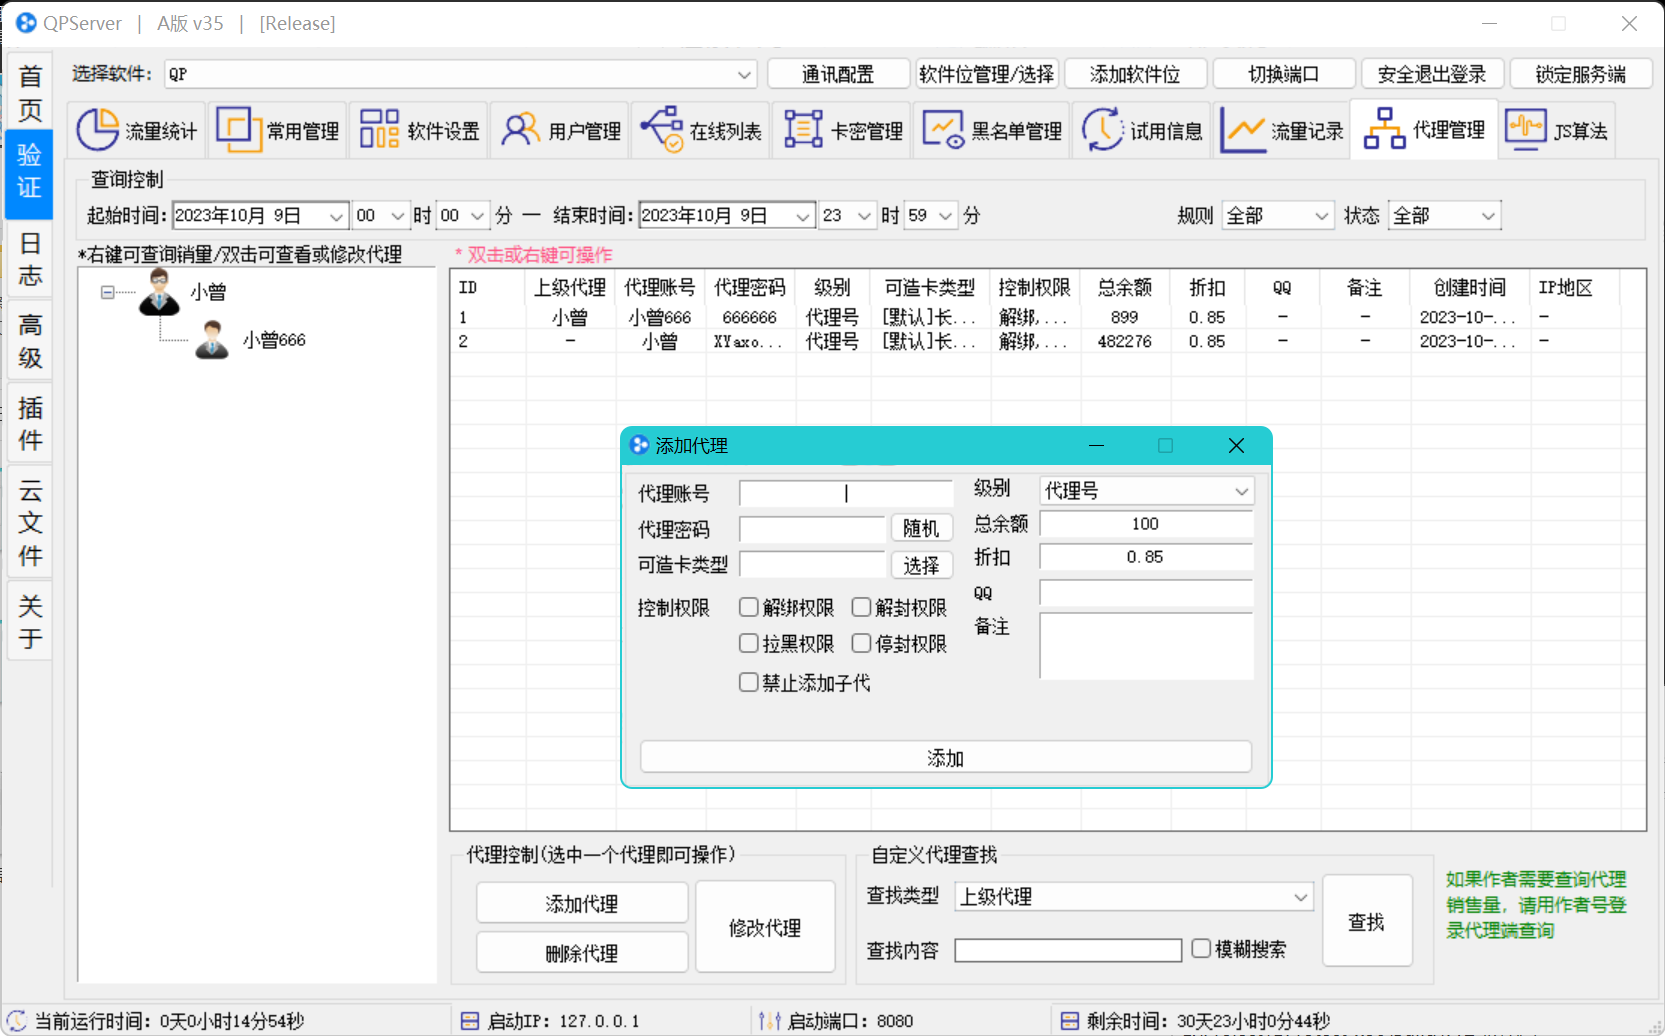 QPServer | A版 v35 | [Release]
选择软件: QP 通讯配置 软件位管理/选择 添加软件位 切换端口 安全退出登录 锁定服务端
首页
验证
日志
高级
插件
云文件
关于
流量统计 常用管理 软件设置 用户管理 在线列表 卡密管理 黑名单管理 试用信息 流量记录 代理管理 JS算法
查询控制
起始时间: 2023年10月 9日 00 时 00 分 — 结束时间: 2023年10月 9日 23 时 59 分 规则 全部 状态 全部
*右键可查询销量/双击可查看或修改代理
小曾
小曾666
* 双击或右键可操作
ID 上级代理 代理账号 代理密码 级别 可造卡类型 控制权限 总余额 折扣 QQ 备注 创建时间 IP地区
1 小曾 小曾666 666666 代理号 [默认]长... 解绑,... 899 0.85 - - 2023-10-... -
2 - 小曾 XYaxo... 代理号 [默认]长... 解绑,... 482276 0.85 - - 2023-10-... -
添加代理
代理账号 级别 代理号
代理密码 随机 总余额 100
可造卡类型 选择 折扣 0.85
QQ
控制权限 解绑权限 解封权限 备注
拉黑权限 停封权限
禁止添加子代
添加
代理控制(选中一个代理即可操作)
添加代理
删除代理
修改代理
自定义代理查找
查找类型 上级代理
查找内容 模糊搜索
查找
如果作者需要查询代理
销售量，请用作者号登
录代理端查询
当前运行时间: 0天0小时14分54秒 启动IP: 127.0.0.1 启动端口: 8080 剩余时间: 30天23小时0分44秒